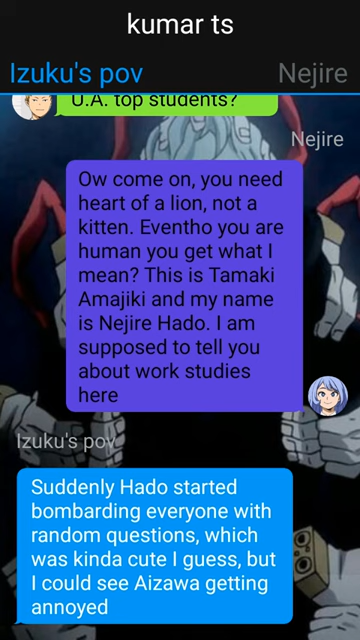 kumar ts
Izuku's pov
Nejire
U.A. top students?
Nejire
Ow come on, you need
heart of a lion, not a
kitten. Eventho you are
human you get what I
mean? This is Tamaki
Amajiki and my name
is Nejire Hado. I am
supposed to tell you
about work studies
here
Izuku's pov
Suddenly Hado started
bombarding everyone with
random questions, which
was kinda cute I guess, but
I could see Aizawa getting
annoyed